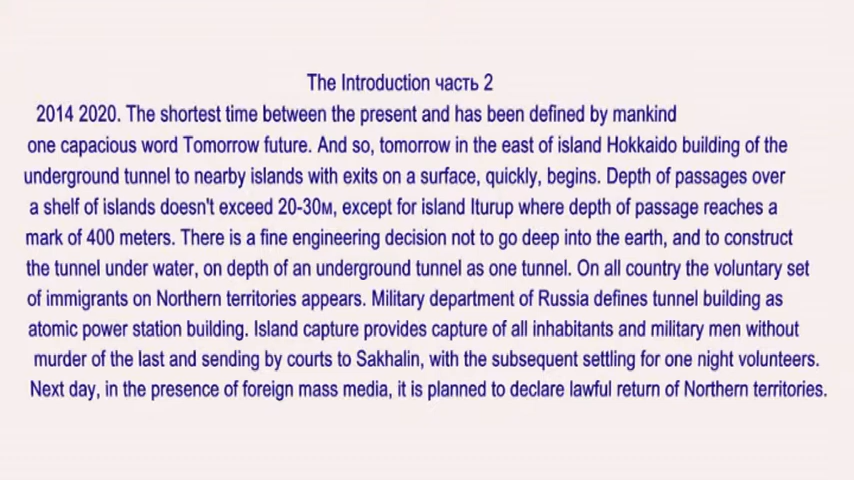 The Introduction часть 2
2014 2020. The shortest time between the present and has been defined by mankind
one capacious word Tomorrow future. And so, tomorrow in the east of island Hokkaido building of the
underground tunnel to nearby islands with exits on a surface, quickly, begins. Depth of passages over
a shelf of islands doesn't exceed 20-30м, except for island Iturup where depth of passage reaches a
mark of 400 meters. There is a fine engineering decision not to go deep into the earth, and to construct
the tunnel under water, on depth of an underground tunnel as one tunnel. On all country the voluntary set
of immigrants on Northern territories appears. Military department of Russia defines tunnel building as
atomic power station building. Island capture provides capture of all inhabitants and military men without
murder of the last and sending by courts to Sakhalin, with the subsequent settling for one night volunteers.
Next day, in the presence of foreign mass media, it is planned to declare lawful return of Northern territories.